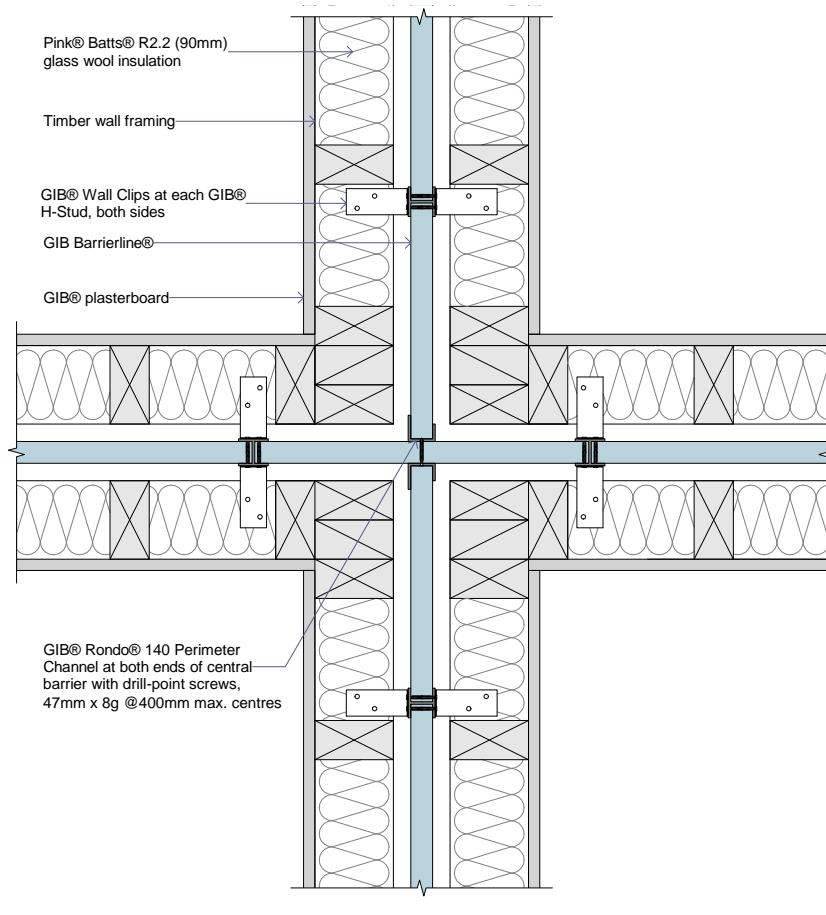 Pink® Batts® R2.2 (90mm)
glass wool insulation
Timber wall framing
GIB® Wall Clips at each GIB®
H-Stud, both sides
GIB Barrierline®
GIB® plasterboard
GIB® Rondo® 140 Perimeter
Channel at both ends of central
barrier with drill-point screws,
47mm x 8g @400mm max. centres